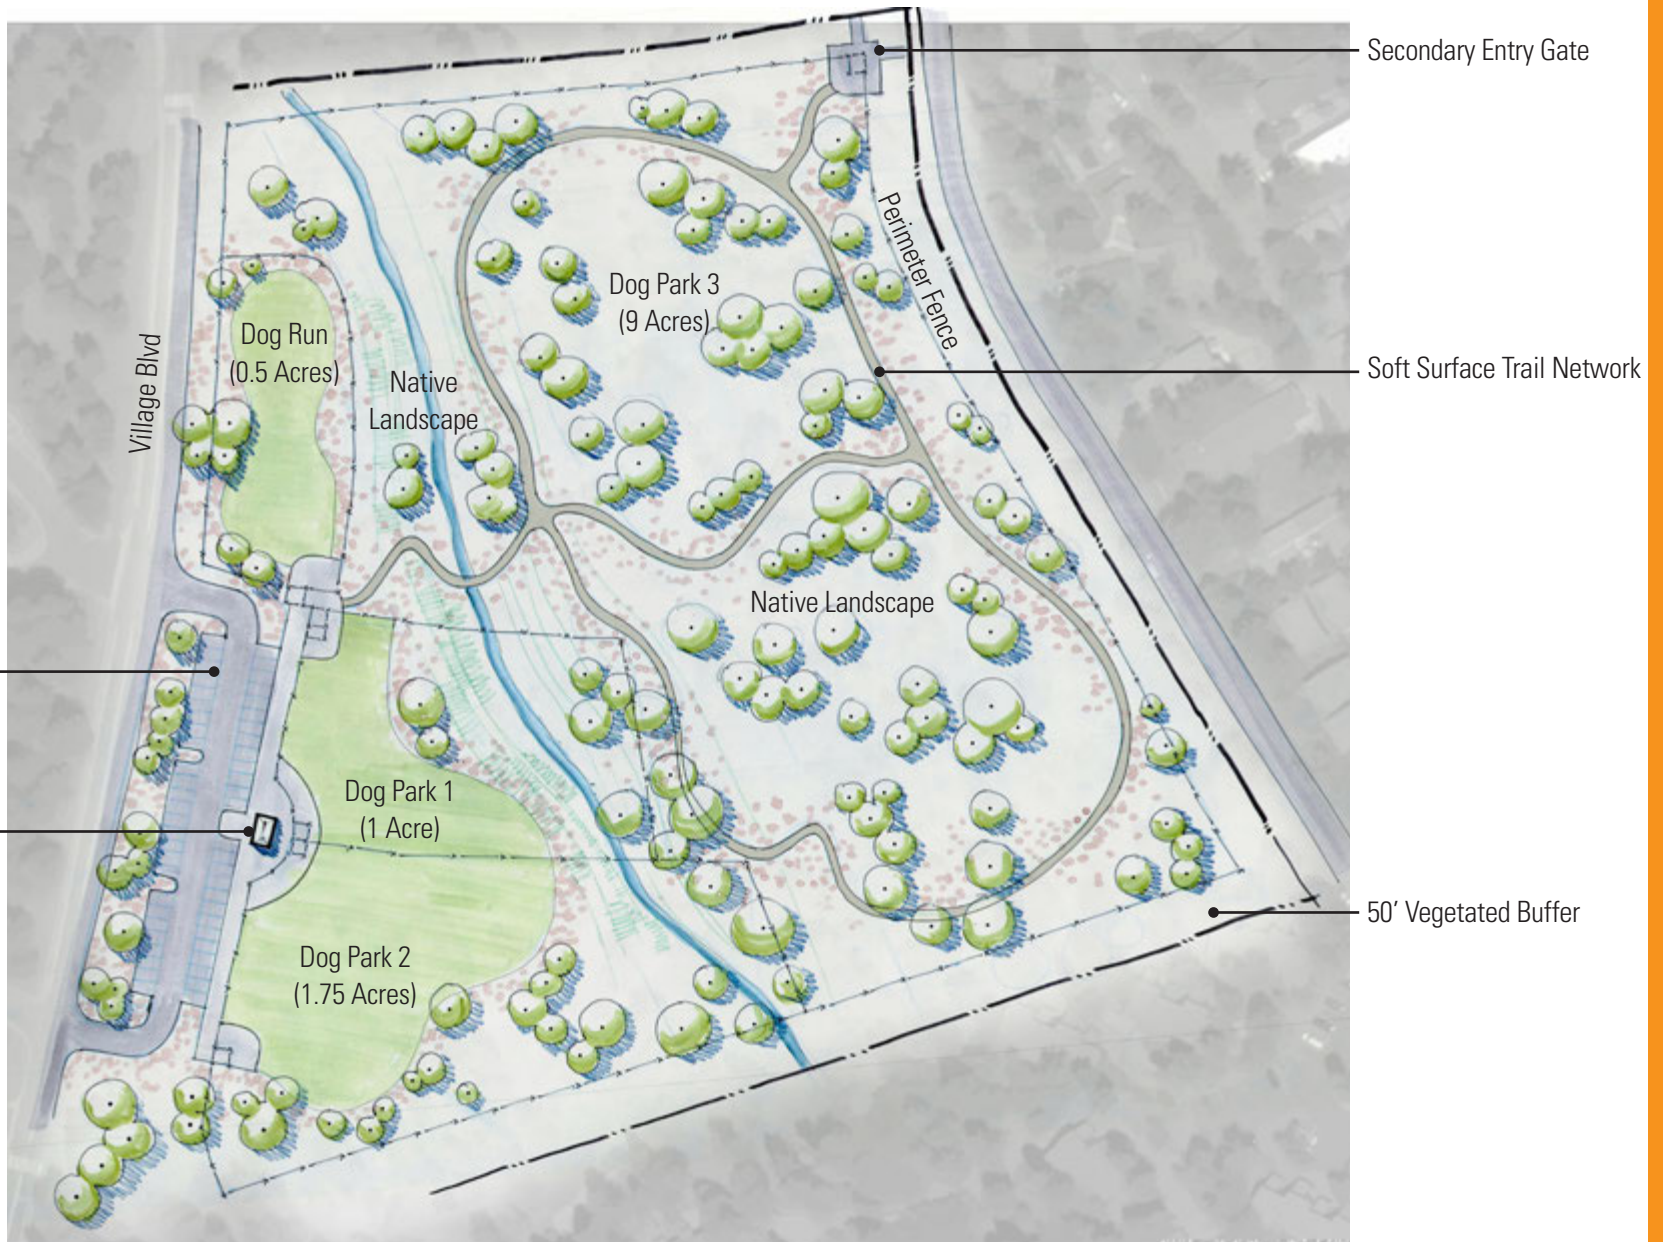 Secondary Entry Gate
Perimeter Fence
Dog Park 3
(9 Acres)
Dog Run
(0.5 Acres)
Village Blvd
Native
Landscape
Soft Surface Trail Network
Native Landscape
Dog Park 1
(1 Acre)
50’ Vegetated Buffer
Dog Park 2
(1.75 Acres)